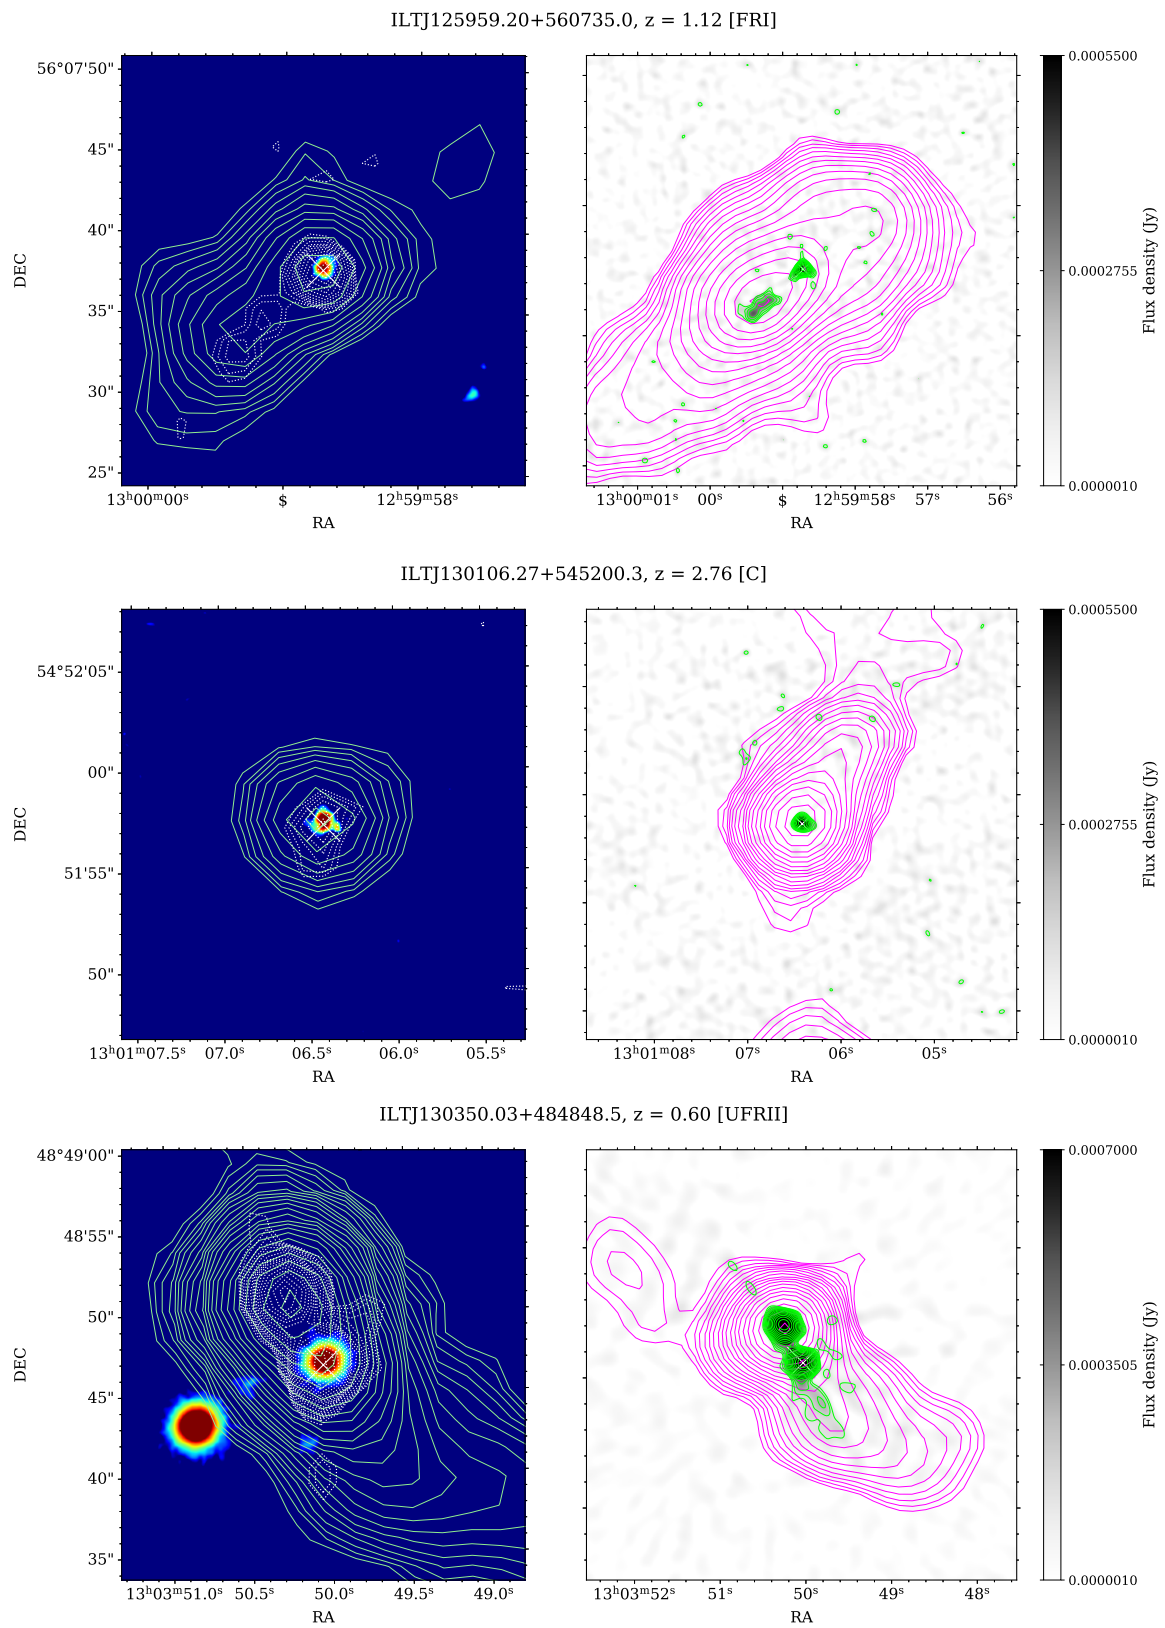 ILTJ125959.20+560735.0, z = 1.12 [FRI]
56°07'50"
45"
40"
35"
30"
25"
DEC
13ʰ00ᵐ00ˢ $ 12ʰ59ᵐ58ˢ
RA
13ʰ00ᵐ01ˢ 00ˢ $ 12ʰ59ᵐ58ˢ 57ˢ 56ˢ
RA
0.0005500
0.0002755
0.0000010
Flux density (Jy)
ILTJ130106.27+545200.3, z = 2.76 [C]
54°52'05"
00"
51'55"
50"
DEC
13ʰ01ᵐ07.5ˢ 07.0ˢ 06.5ˢ 06.0ˢ 05.5ˢ
RA
13ʰ01ᵐ08ˢ 07ˢ 06ˢ 05ˢ
RA
0.0005500
0.0002755
0.0000010
Flux density (Jy)
ILTJ130350.03+484848.5, z = 0.60 [UFRII]
48°49'00"
48'55"
50"
45"
40"
35"
DEC
13ʰ03ᵐ51.0ˢ 50.5ˢ 50.0ˢ 49.5ˢ 49.0ˢ
RA
13ʰ03ᵐ52ˢ 51ˢ 50ˢ 49ˢ 48ˢ
RA
0.0007000
0.0003505
0.0000010
Flux density (Jy)